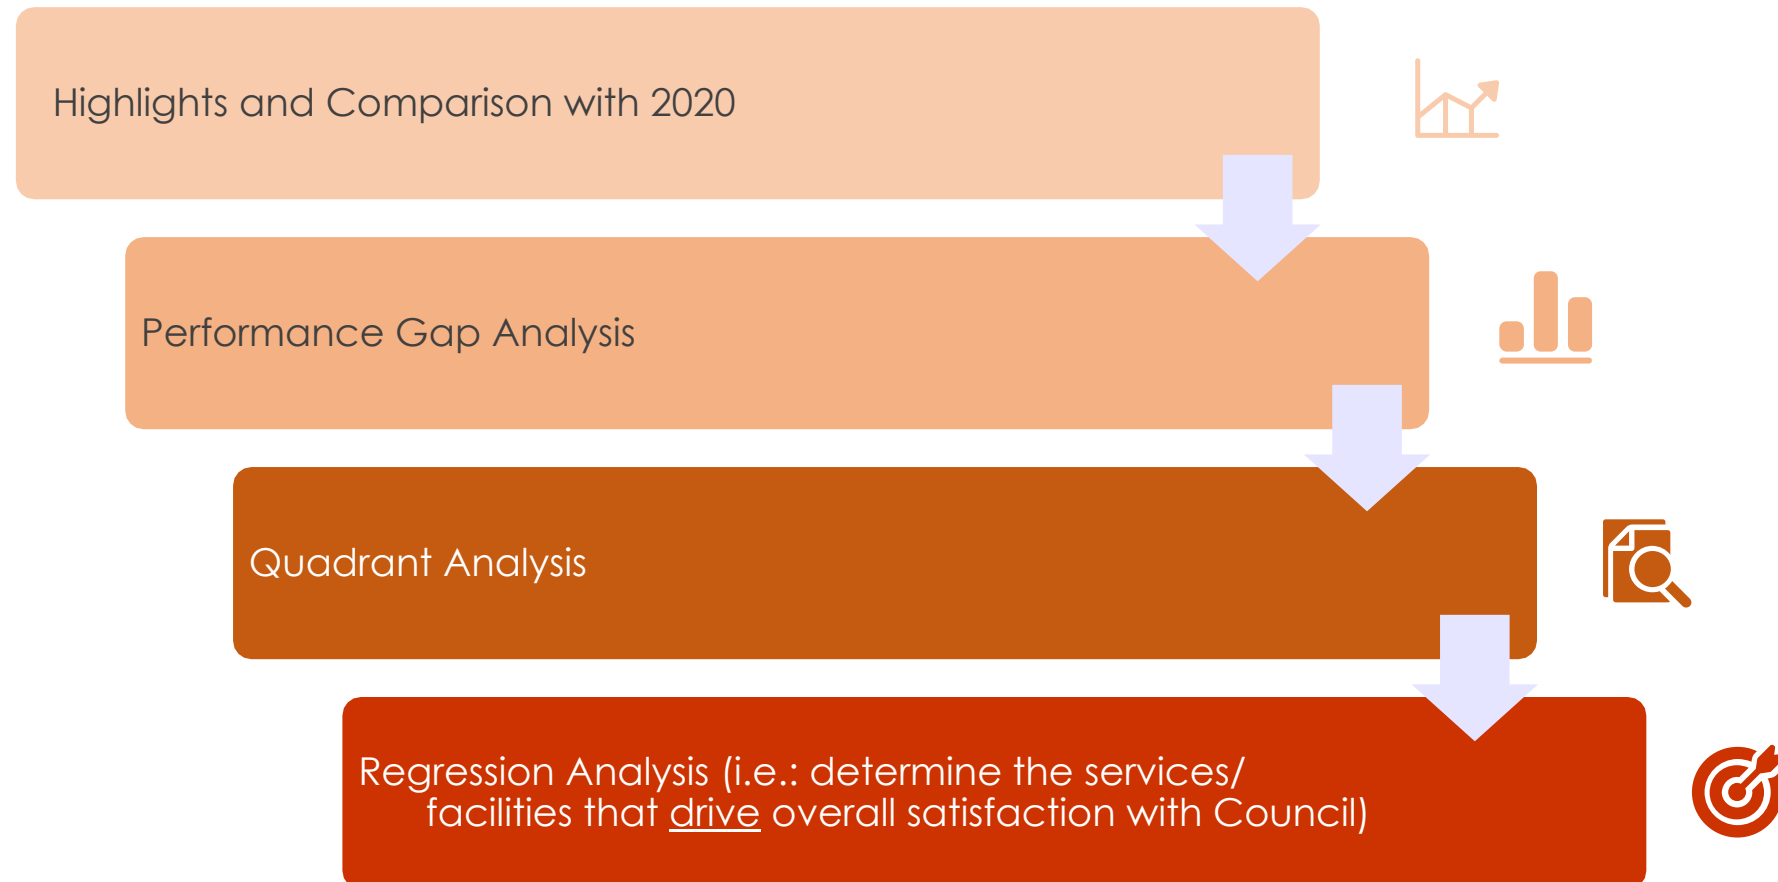 Highlights and Comparison with 2020
Performance Gap Analysis
Quadrant Analysis
Regression Analysis (i.e.: determine the services/
facilities that drive overall satisfaction with Council)